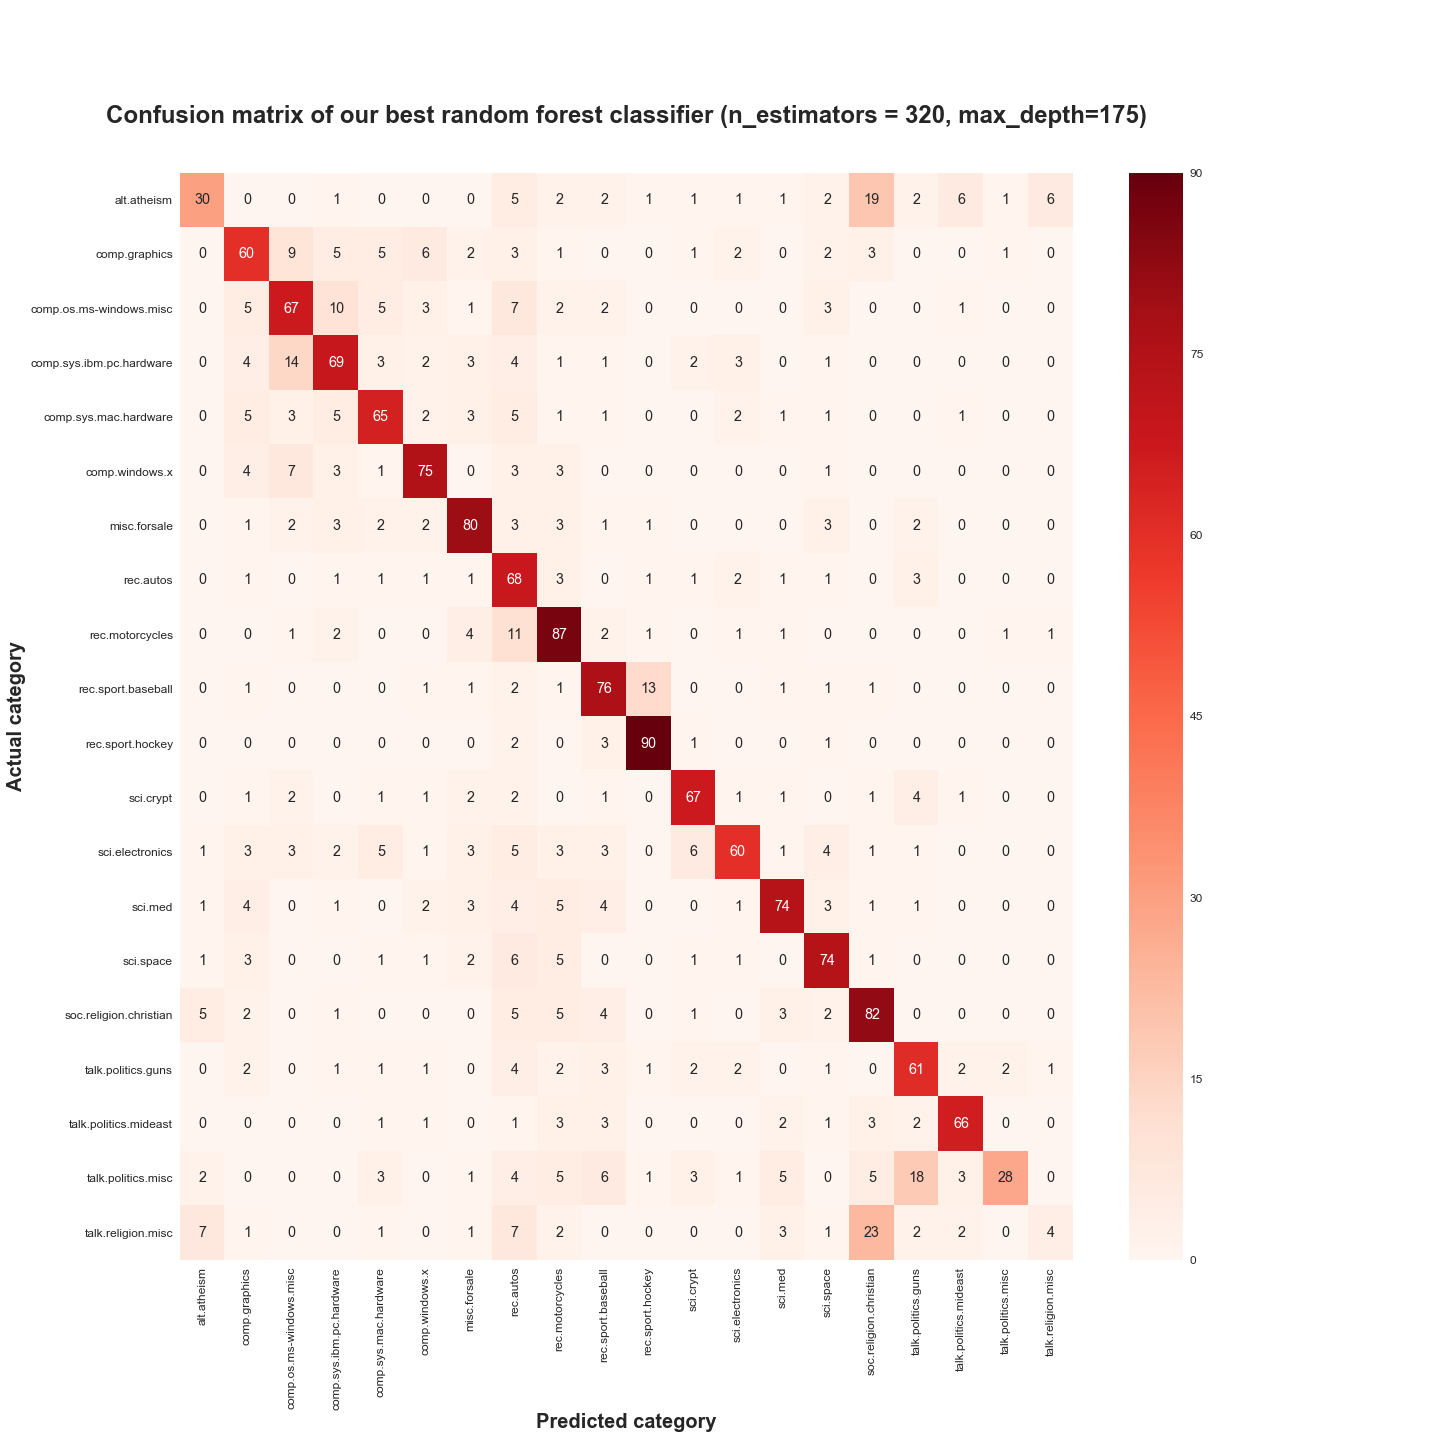 Confusion matrix of our best random forest classifier (n_estimators = 320, max_depth=175)
Actual category
alt.atheism 30 0 0 1 0 0 0 5 2 2 1 1 1 1 2 19 2 6 1 6
comp.graphics 0 60 9 5 5 6 2 3 1 0 0 1 2 0 2 3 0 0 1 0
comp.os.ms-windows.misc 0 5 67 10 5 3 1 7 2 2 0 0 0 0 3 0 0 1 0 0
comp.sys.ibm.pc.hardware 0 4 14 69 3 2 3 4 1 1 0 2 3 0 1 0 0 0 0 0
comp.sys.mac.hardware 0 5 3 5 65 2 3 5 1 1 0 0 2 1 1 0 0 1 0 0
comp.windows.x 0 4 7 3 1 75 0 3 3 0 0 0 0 0 1 0 0 0 0 0
misc.forsale 0 1 2 3 2 2 80 3 3 1 1 0 0 0 3 0 2 0 0 0
rec.autos 0 1 0 1 1 1 1 68 3 0 1 1 2 1 1 0 3 0 0 0
rec.motorcycles 0 0 1 2 0 0 4 11 87 2 1 0 1 1 0 0 0 0 1 1
rec.sport.baseball 0 1 0 0 0 1 1 2 1 76 13 0 0 1 1 1 0 0 0 0
rec.sport.hockey 0 0 0 0 0 0 0 2 0 3 90 1 0 0 1 0 0 0 0 0
sci.crypt 0 1 2 0 1 1 2 2 0 1 0 67 1 1 0 1 4 1 0 0
sci.electronics 1 3 3 2 5 1 3 5 3 3 0 6 60 1 4 1 1 0 0 0
sci.med 1 4 0 1 0 2 3 4 5 4 0 0 1 74 3 1 1 0 0 0
sci.space 1 3 0 0 1 1 2 6 5 0 0 1 1 0 74 1 0 0 0 0
soc.religion.christian 5 2 0 1 0 0 0 5 5 4 0 1 0 3 2 82 0 0 0 0
talk.politics.guns 0 2 0 1 1 1 0 4 2 3 1 2 2 0 1 0 61 2 2 1
talk.politics.mideast 0 0 0 0 1 1 0 1 3 3 0 0 0 2 1 3 2 66 0 0
talk.politics.misc 2 0 0 0 3 0 1 4 5 6 1 3 1 5 0 5 18 3 28 0
talk.religion.misc 7 1 0 0 1 0 1 7 2 0 0 0 0 3 1 23 2 2 0 4
alt.atheism
comp.graphics
comp.os.ms-windows.misc
comp.sys.ibm.pc.hardware
comp.sys.mac.hardware
comp.windows.x
misc.forsale
rec.autos
rec.motorcycles
rec.sport.baseball
rec.sport.hockey
sci.crypt
sci.electronics
sci.med
sci.space
soc.religion.christian
talk.politics.guns
talk.politics.mideast
talk.politics.misc
talk.religion.misc
Predicted category
90
75
60
45
30
15
0